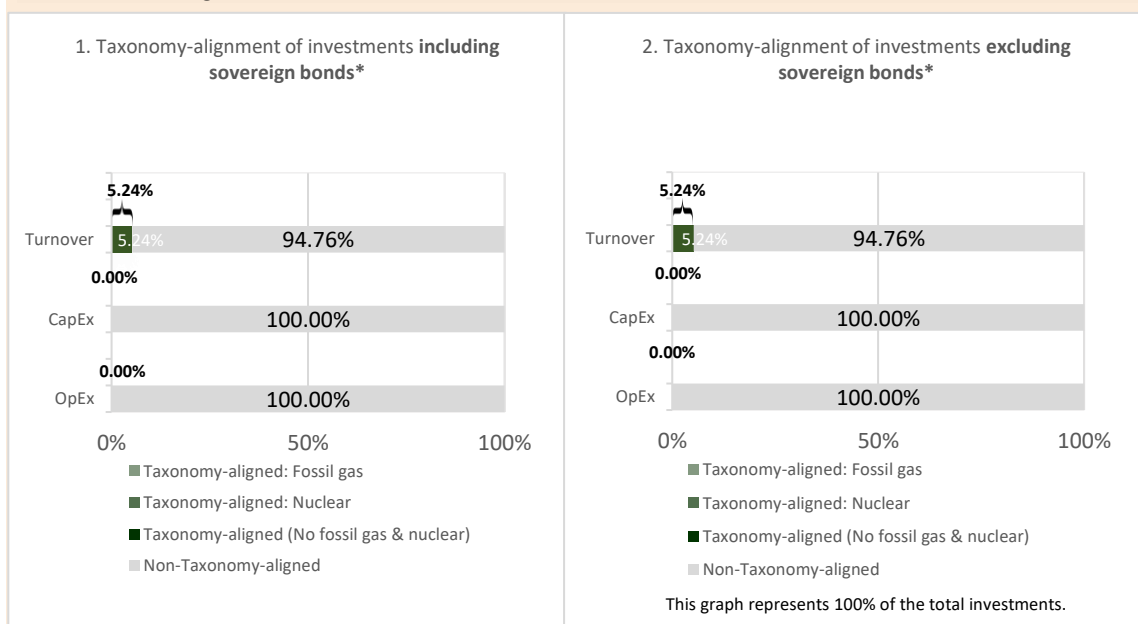 1. Taxonomy-alignment of investments including
sovereign bonds*
5.24%
Turnover 5.24% 94.76%
0.00%
CapEx 100.00%
0.00%
OpEx 100.00%
0% 50% 100%
Taxonomy-aligned: Fossil gas
Taxonomy-aligned: Nuclear
Taxonomy-aligned (No fossil gas & nuclear)
Non-Taxonomy-aligned
2. Taxonomy-alignment of investments excluding
sovereign bonds*
5.24%
Turnover 5.24% 94.76%
0.00%
CapEx 100.00%
0.00%
OpEx 100.00%
0% 50% 100%
Taxonomy-aligned: Fossil gas
Taxonomy-aligned: Nuclear
Taxonomy-aligned (No fossil gas & nuclear)
Non-Taxonomy-aligned
This graph represents 100% of the total investments.